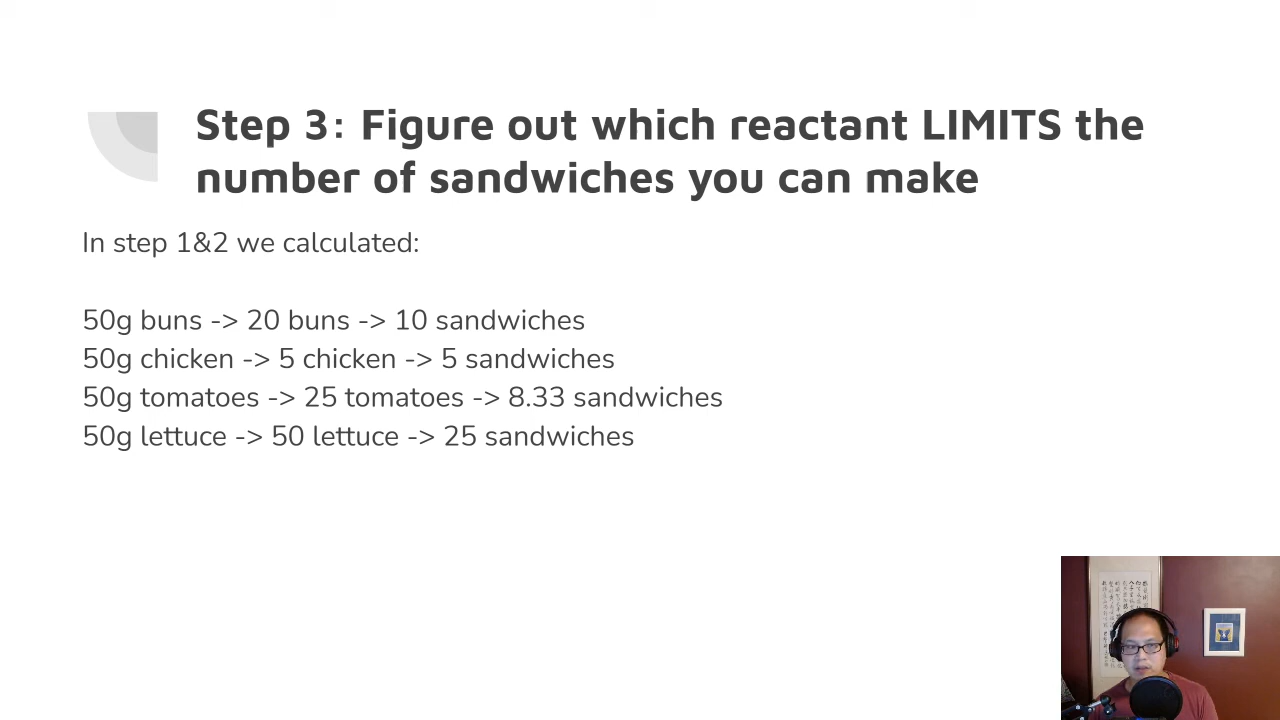 Step 3: Figure out which reactant LIMITS the
number of sandwiches you can make
In step 1&2 we calculated:
50g buns -> 20 buns -> 10 sandwiches
50g chicken -> 5 chicken -> 5 sandwiches
50g tomatoes -> 25 tomatoes -> 8.33 sandwiches
50g lettuce -> 50 lettuce -> 25 sandwiches